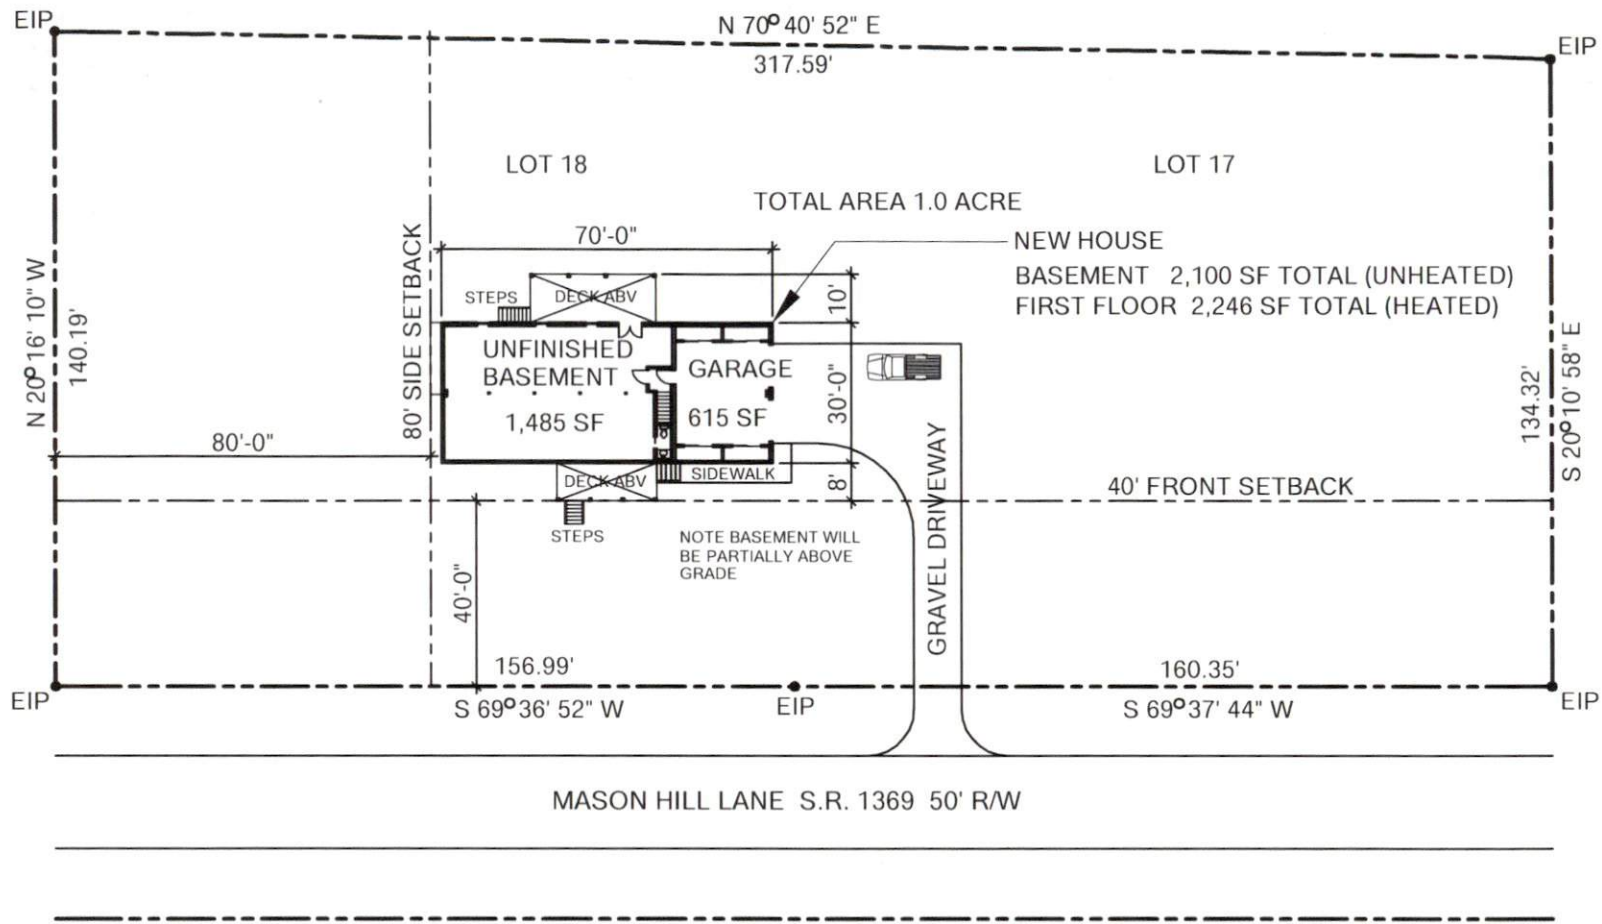 EIP
N 70° 40' 52" E
317.59'
EIP
LOT 18
LOT 17
TOTAL AREA 1.0 ACRE
70'-0"
NEW HOUSE
BASEMENT 2,100 SF TOTAL (UNHEATED)
FIRST FLOOR 2,246 SF TOTAL (HEATED)
N 20° 16' 10" W
140.19'
80' SIDE SETBACK
STEPS
DECK ABV
10'
UNFINISHED
BASEMENT
1,485 SF
GARAGE
615 SF
30'-0"
134.32'
S 20° 10' 58" E
80'-0"
DECK ABV
SIDEWALK
8'
GRAVEL DRIVEWAY
40' FRONT SETBACK
STEPS
NOTE BASEMENT WILL
BE PARTIALLY ABOVE
GRADE
40'-0"
156.99'
160.35'
EIP
S 69° 36' 52" W
EIP
S 69° 37' 44" W
EIP
MASON HILL LANE S.R. 1369 50' R/W